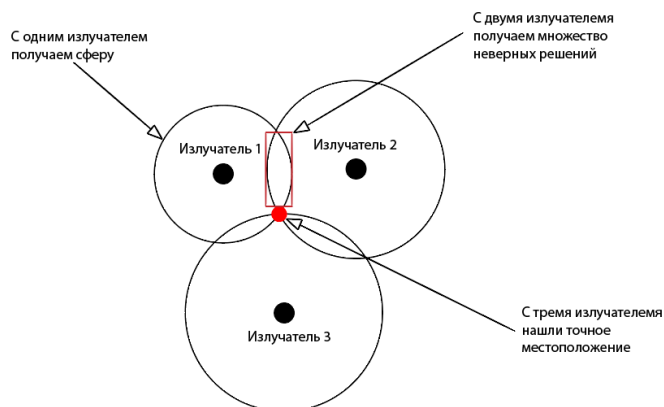 С одним излучателем
получаем сферу
С двумя излучателемя
получаем множество
неверных решений
Излучатель 1
Излучатель 2
Излучатель 3
С тремя излучателемя
нашли точное
местоположение